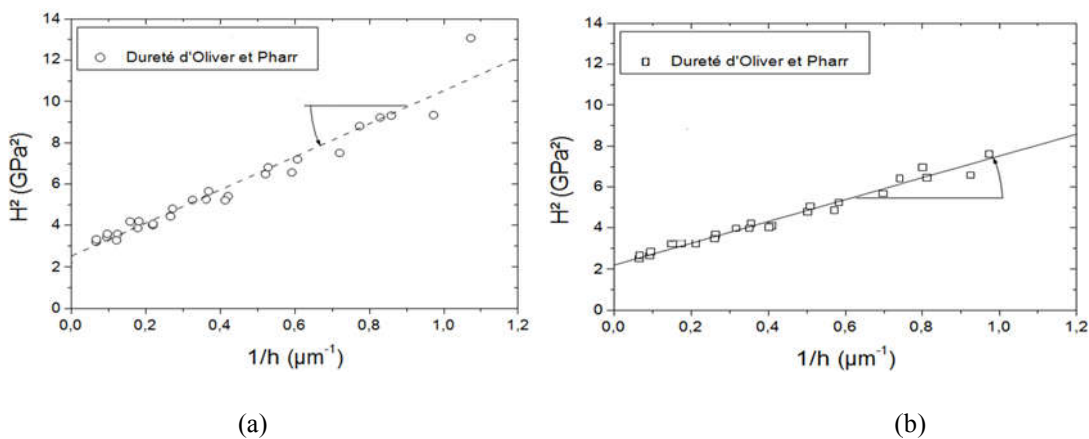 14
12
10
8
6
4
2
0
H² (GPa²)
Dureté d'Oliver et Pharr
0,0 0,2 0,4 0,6 0,8 1,0 1,2
1/h (µm⁻¹)
(a)
14
12
10
8
6
4
2
0
H² (GPa²)
Dureté d'Oliver et Pharr
0,0 0,2 0,4 0,6 0,8 1,0 1,2
1/h (µm⁻¹)
(b)